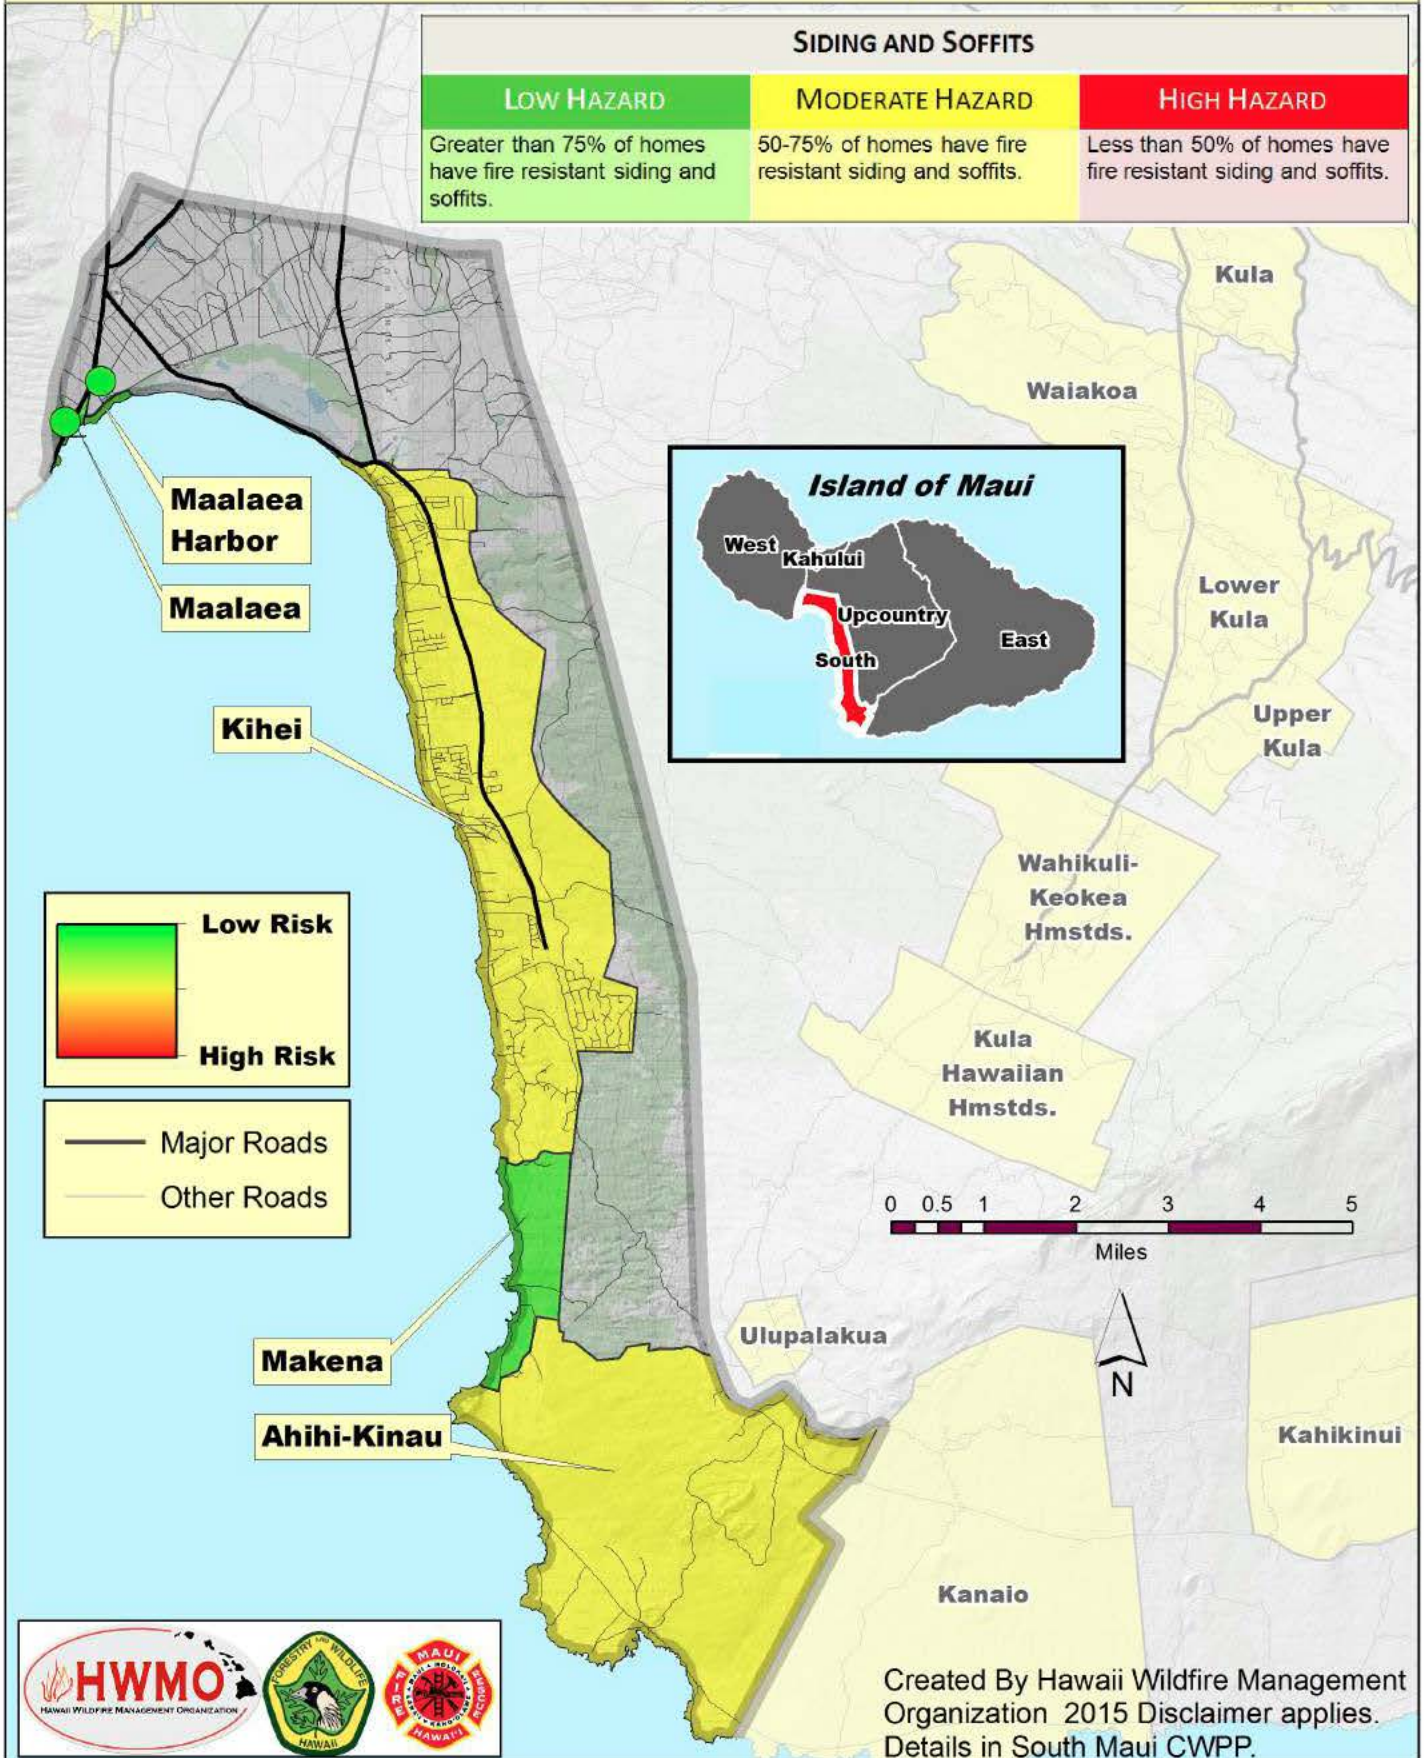 SIDING AND SOFFITS
LOW HAZARD
MODERATE HAZARD
HIGH HAZARD
Greater than 75% of homes
have fire resistant siding and
soffits.
50-75% of homes have fire
resistant siding and soffits.
Less than 50% of homes have
fire resistant siding and soffits.
Kula
Waiakoa
Lower
Kula
Upper
Kula
Wahikuli-
Keokea
Hmstds.
Kula
Hawaiian
Hmstds.
Island of Maui
West
Kahului
Upcountry
East
South
Maalaea
Harbor
Maalaea
Kihei
Low Risk
High Risk
Major Roads
Other Roads
Makena
Ahihi-Kinau
0 0.5 1 2 3 4 5
Miles
N
Ulupalakua
Kahikinui
Kanaio
HWMO
HAWAII WILDFIRE MANAGEMENT ORGANIZATION
FORESTRY AND WILDLIFE
HAWAII
MAUI
FIRE
RESCUE
HAWAI'I
Created By Hawaii Wildfire Management
Organization 2015 Disclaimer applies.
Details in South Maui CWPP.